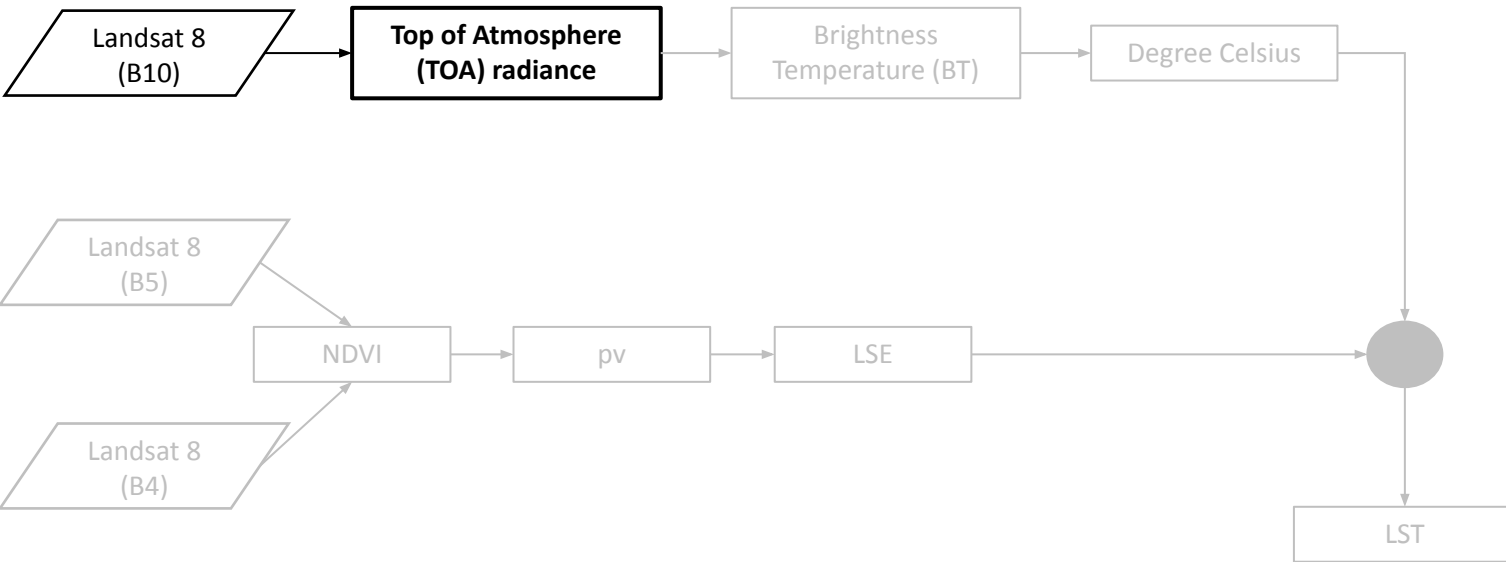 Landsat 8
(B10)
Top of Atmosphere
(TOA) radiance
Brightness
Temperature (BT)
Degree Celsius
Landsat 8
(B5)
NDVI
pv
LSE
Landsat 8
(B4)
LST